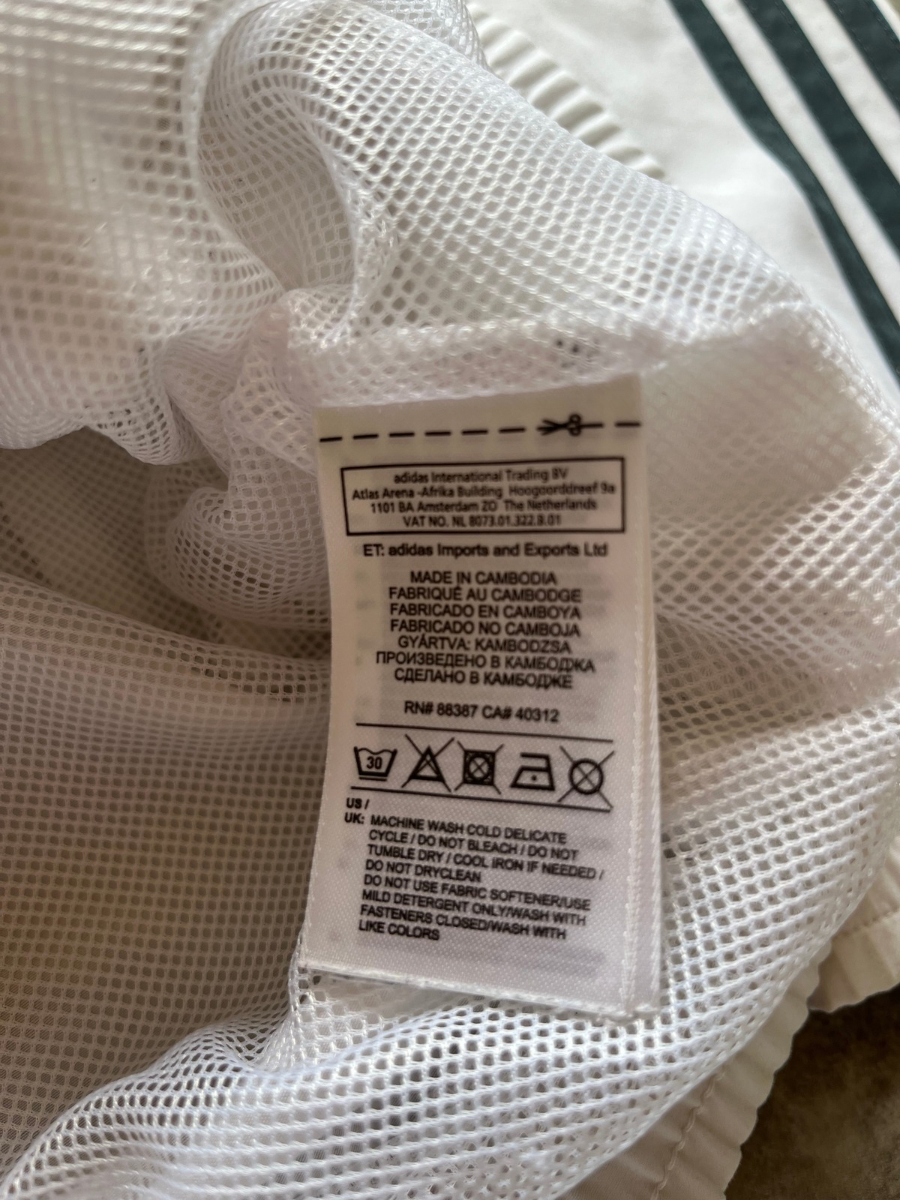 adidas International Trading BV
Atlas Arena -Afrika Building Hoogoorddreef 9a
1101 BA Amsterdam ZO The Netherlands
VAT NO. NL 8073.01.322.B.01
ET: adidas Imports and Exports Ltd
MADE IN CAMBODIA
FABRIQUÉ AU CAMBODGE
FABRICADO EN CAMBOYA
FABRICADO NO CAMBOJA
GYÁRTVA: KAMBODZSA
ПРОИЗВЕДЕНО В КАМБОДЖА
СДЕЛАНО В КАМБОДЖЕ
RN# 88387 CA# 40312
30
US /
UK: MACHINE WASH COLD DELICATE
CYCLE / DO NOT BLEACH / DO NOT
TUMBLE DRY / COOL IRON IF NEEDED /
DO NOT DRYCLEAN
DO NOT USE FABRIC SOFTENER/USE
MILD DETERGENT ONLY/WASH WITH
FASTENERS CLOSED/WASH WITH
LIKE COLORS